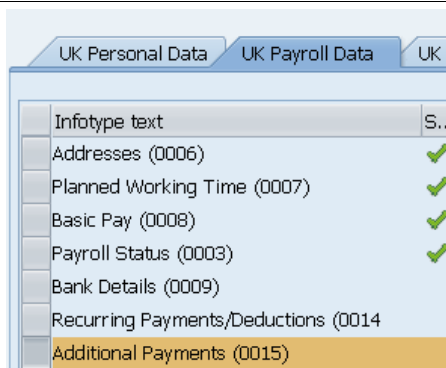 UK Personal Data UK Payroll Data UK
Infotype text S..
Addresses (0006)
Planned Working Time (0007)
Basic Pay (0008)
Payroll Status (0003)
Bank Details (0009)
Recurring Payments/Deductions (0014
Additional Payments (0015)